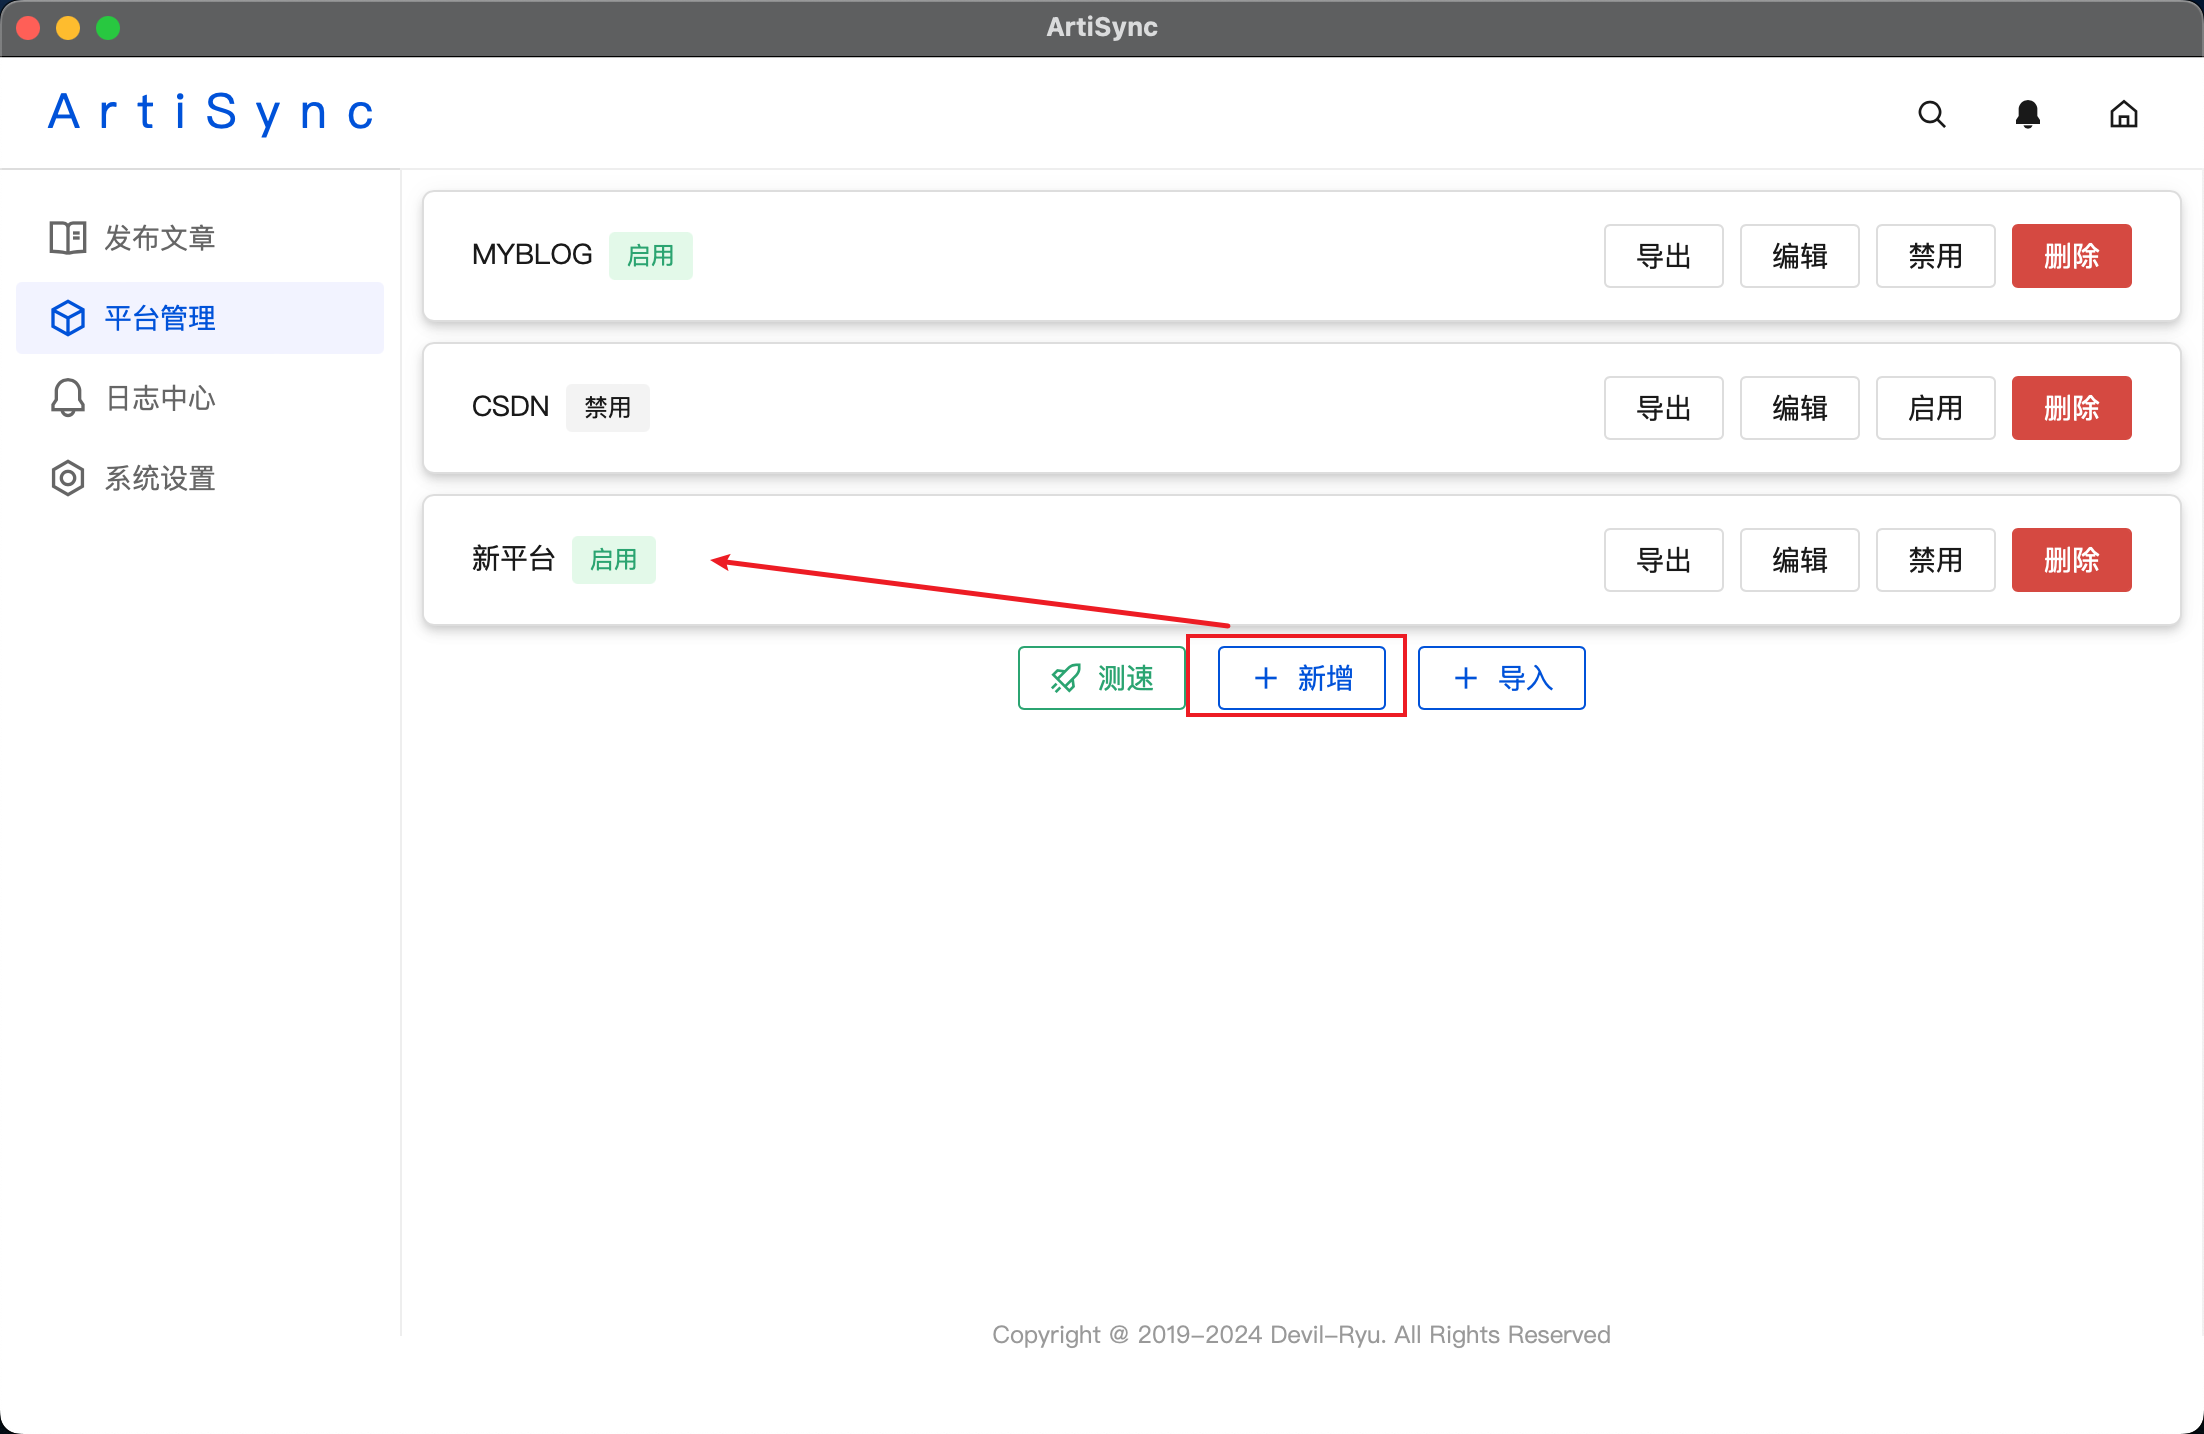 ArtiSync
ArtiSync
发布文章
平台管理
日志中心
系统设置
MYBLOG 启用 导出 编辑 禁用 删除
CSDN 禁用 导出 编辑 启用 删除
新平台 启用 导出 编辑 禁用 删除
测速 新增 导入
Copyright @ 2019-2024 Devil-Ryu. All Rights Reserved